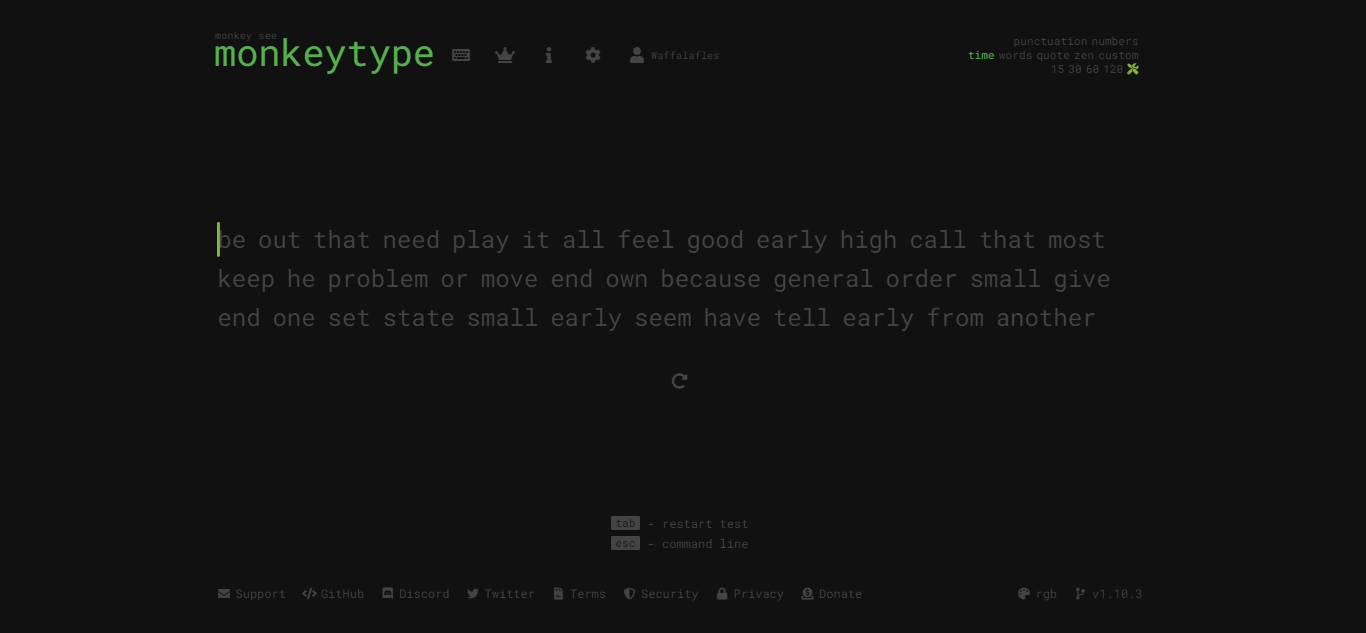 monkey see
monkeytype
Waffalafles
punctuation numbers
time words quote zen custom
15 30 60 120
be out that need play it all feel good early high call that most
keep he problem or move end own because general order small give
end one set state small early seem have tell early from another
tab - restart test
esc - command line
Support GitHub Discord Twitter Terms Security Privacy Donate rgb v1.10.3